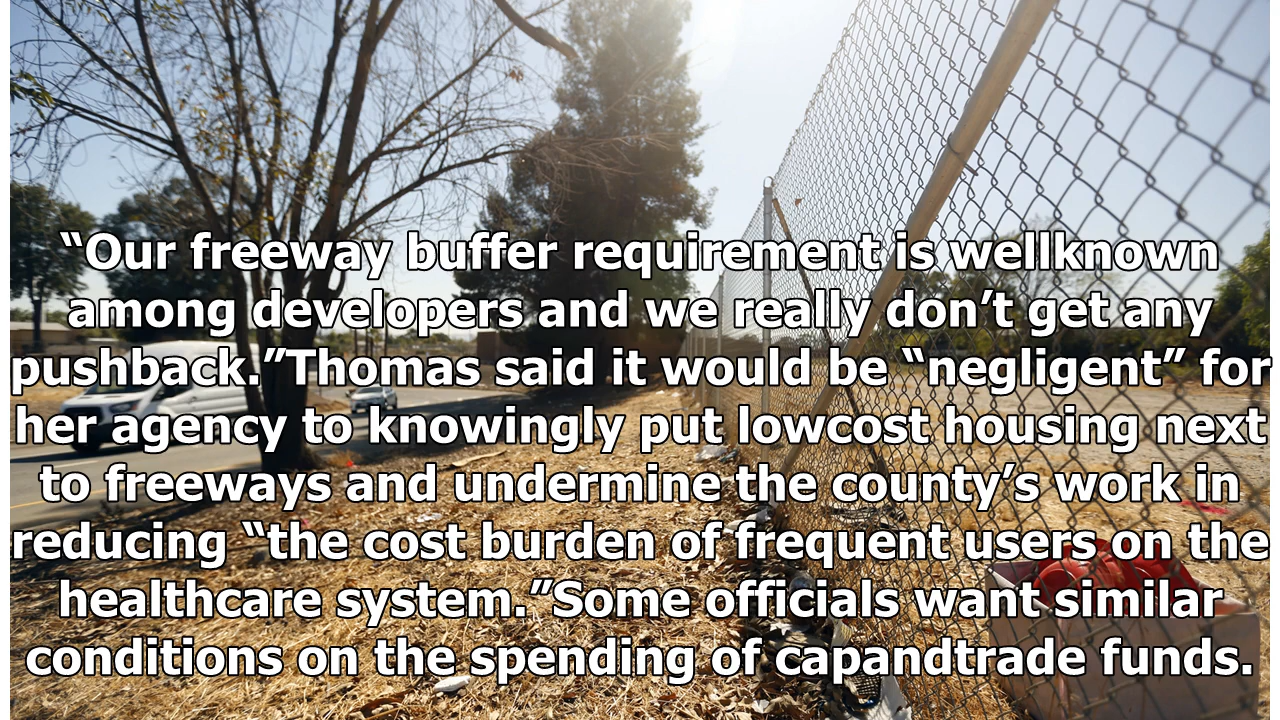 “Our freeway buffer requirement is wellknown
among developers and we really don’t get any
pushback.”Thomas said it would be “negligent” for
her agency to knowingly put lowcost housing next
to freeways and undermine the county’s work in
reducing “the cost burden of frequent users on the
healthcare system.”Some officials want similar
conditions on the spending of capandtrade funds.